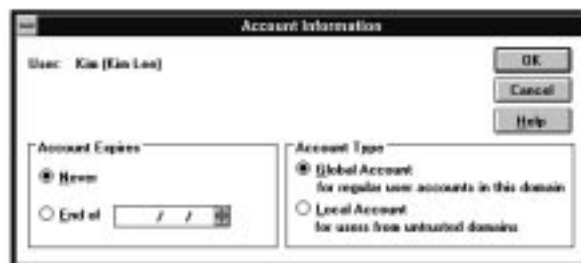 Account Information
User: Kim (Kim Lee)
OK
Cancel
Help
Account Expires
Never
End of / /
Account Type
Global Account
for regular user accounts in this domain
Local Account
for users from untrusted domains